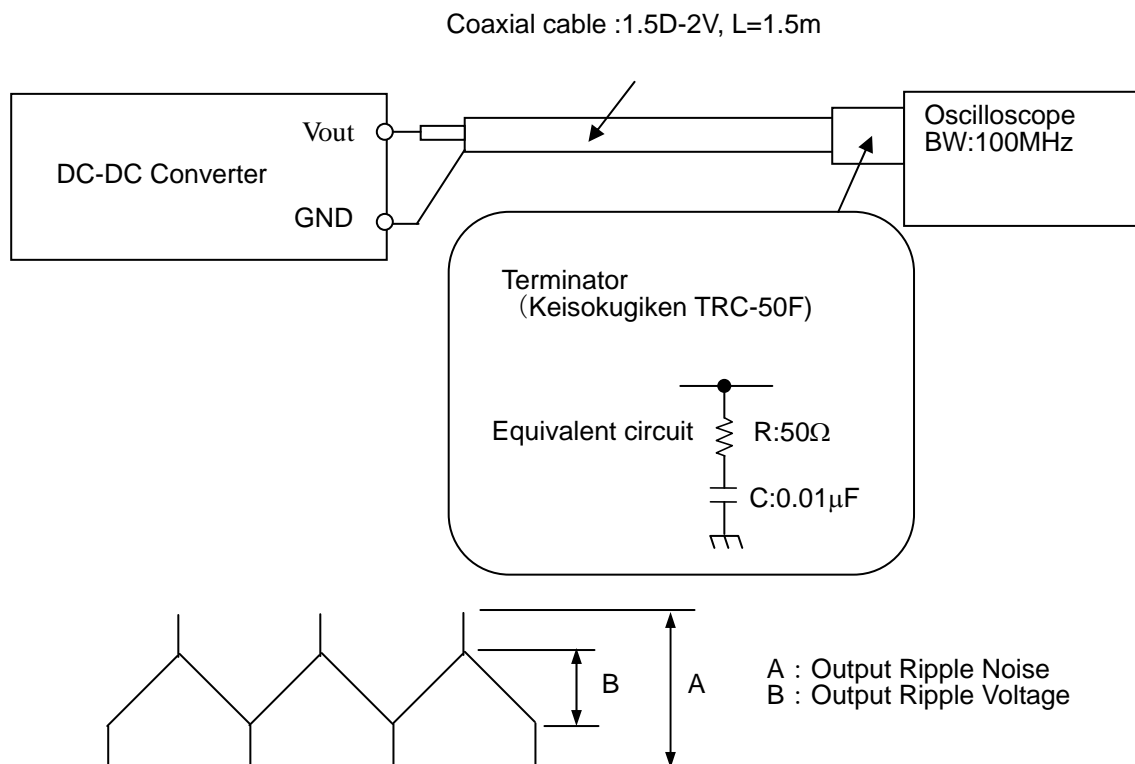 Coaxial cable :1.5D-2V, L=1.5m
DC-DC Converter
Vout
GND
Oscilloscope
BW:100MHz
Terminator
（Keisokugiken TRC-50F)
Equivalent circuit
R:50Ω
C:0.01μF
B
A
A : Output Ripple Noise
B : Output Ripple Voltage